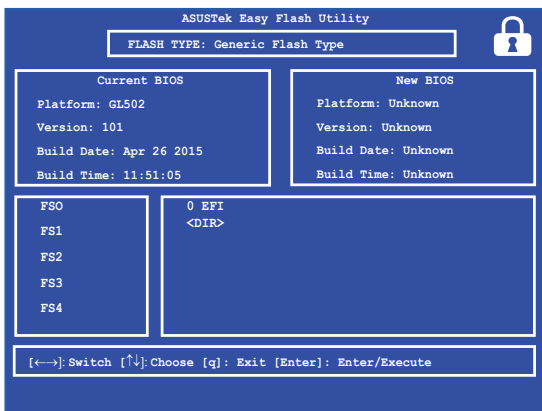 ASUSTek Easy Flash Utility
FLASH TYPE: Generic Flash Type
Current BIOS
Platform: GL502
Version: 101
Build Date: Apr 26 2015
Build Time: 11:51:05
New BIOS
Platform: Unknown
Version: Unknown
Build Date: Unknown
Build Time: Unknown
FSO
FS1
FS2
FS3
FS4
0 EFI
<DIR>
[←→]: Switch [↑↓]: Choose [q]: Exit [Enter]: Enter/Execute